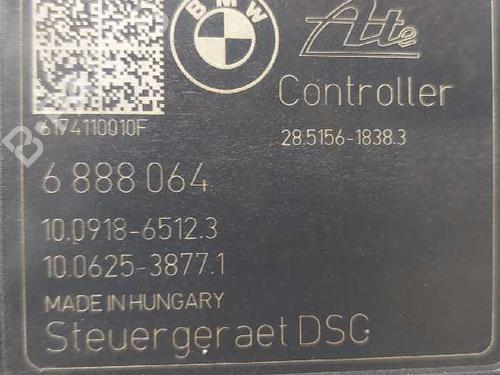 BMW
Ate
Controller
6174110010F
28.5156-1838.3
6 888 064
10.0918-6512.3
10.0625-3877.1
MADE IN HUNGARY
Steuergeraet DSC